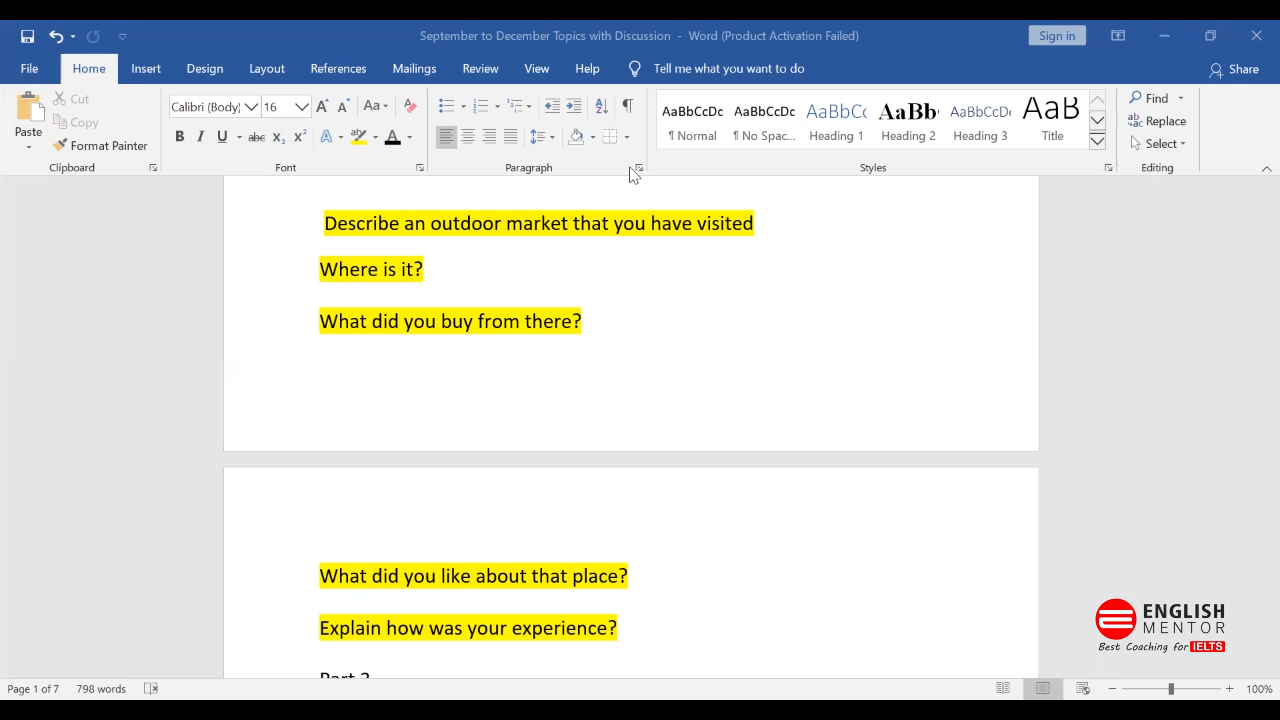 September to December Topics with Discussion - Word (Product Activation Failed)
Sign in
File Home Insert Design Layout References Mailings Review View Help Tell me what you want to do Share
Paste
Cut
Copy
Format Painter
Clipboard
Calibri (Body) 16
Font
Paragraph
AaBbCcDc AaBbCcDc AaBbCc AaBb AaBbCcDc AaB
¶ Normal ¶ No Spac... Heading 1 Heading 2 Heading 3 Title
Styles
Find
Replace
Select
Editing
Describe an outdoor market that you have visited
Where is it?
What did you buy from there?
What did you like about that place?
Explain how was your experience?
ENGLISH
MENTOR
Best Coaching for IELTS
Page 1 of 7 798 words 100%